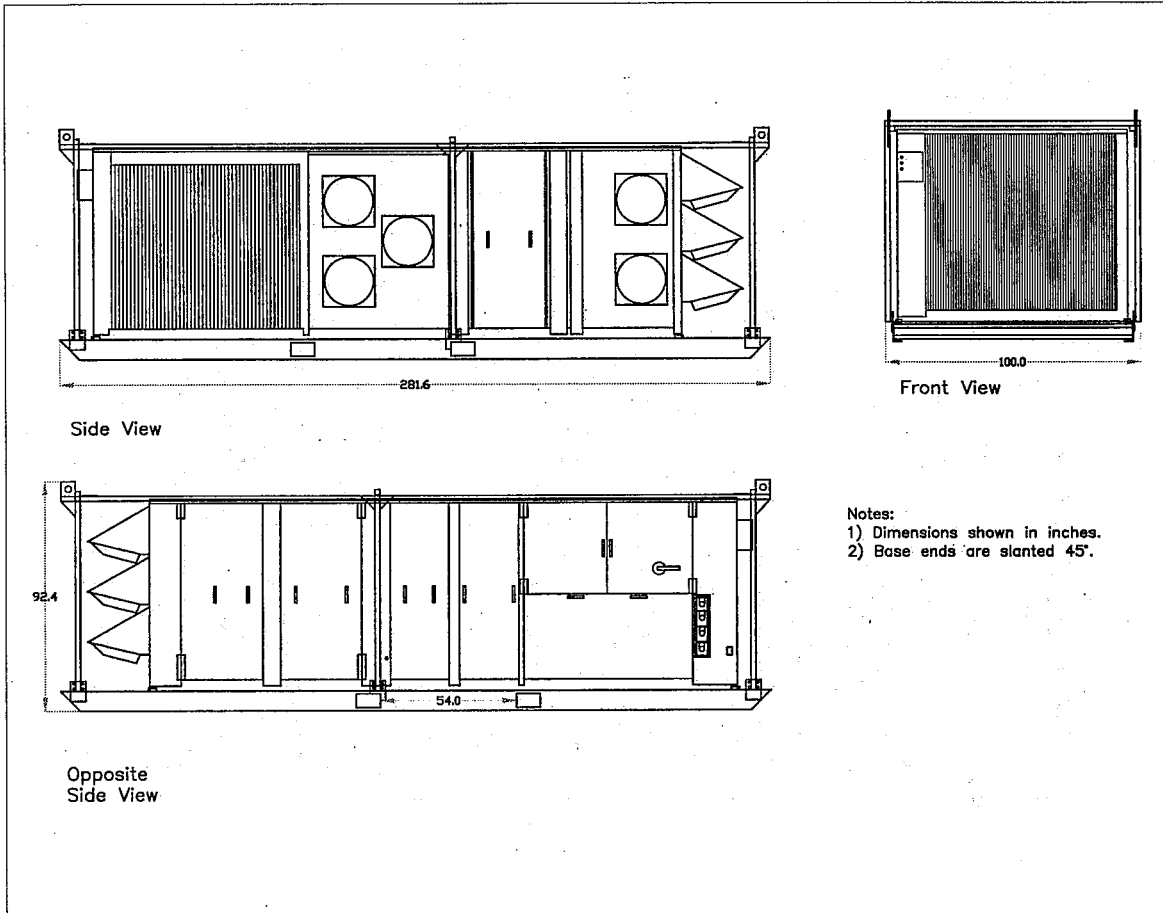 281.6
Side View
100.0
Front View
92.4
54.0
Opposite
Side View
Notes:
1) Dimensions shown in inches.
2) Base ends are slanted 45°.